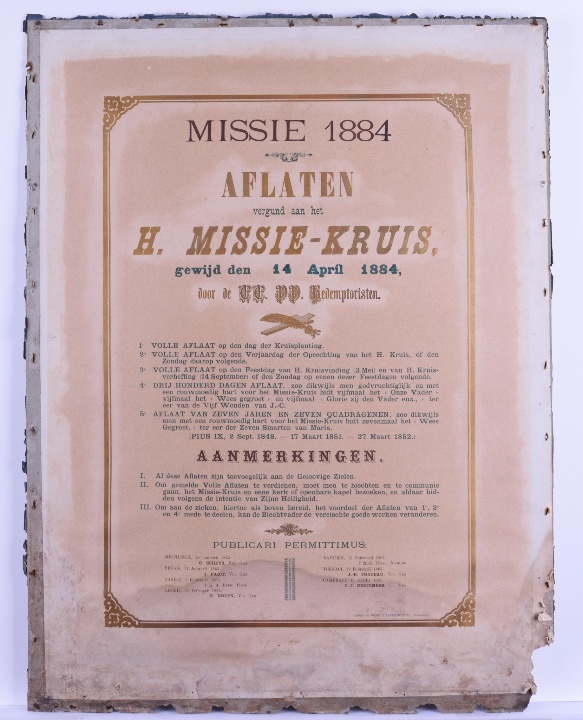 MISSIE 1884
AFLATEN
vergund aan het
H. MISSIE-KRUIS,
gewijd den 14 April 1884,
door de EE. PP. Redemptoristen.
1° VOLLE AFLAAT op den dag der Kruisplanting.
2° VOLLE AFLAAT op den Verjaardag der Oprechting van het H. Kruis, of den
Zondag daarop volgende.
3° VOLLE AFLAAT op den Feestdag van H. Kruisvinding (3 Mei) en van H. Kruis-
verheffing (14 September) of den Zondag op eenen dezer Feestdagen volgende.
4° DRIJ HONDERD DAGEN AFLAAT, zoo dikwijls men godvruchtiglijk en met
een rouwmoedig hart voor het Missie-Kruis bidt vijfmaal het « Onze Vader »
vijfmaal het « Wees gegroet » en vijfmaal « Glorie zij den Vader enz., » ter
eer van de Vijf Wonden van J.-C.
5° AFLAAT VAN ZEVEN JAREN EN ZEVEN QUADRAGENEN, zoo dikwijls
men met een rouwmoedig hart voor het Missie-Kruis bidt zevenmaal het « Wees
Gegroet, » ter eer der Zeven Smarten van Maria.
(PIUS IX, 2 Sept. 1848. — 17 Maart 1851. — 27 Maart 1852.)
AANMERKINGEN.
I. Al deze Aflaten zijn toevoegelijk aan de Geloovige Zielen.
II. Om gemelde Volle Aflaten te verdienen, moet men te biechten en te communie
gaan, het Missie-Kruis en eene kerk of openbare kapel bezoeken, en aldaar bid-
den volgens de intentie van Zijne Heiligheid.
III. Om aan de zieken, hiertoe als boven bereid, het voordeel der Aflaten van 1°, 2°
en 4° mede te deelen, kan de Biechtvader de vereischte goede werken veranderen.
PUBLICARI PERMITTIMUS: